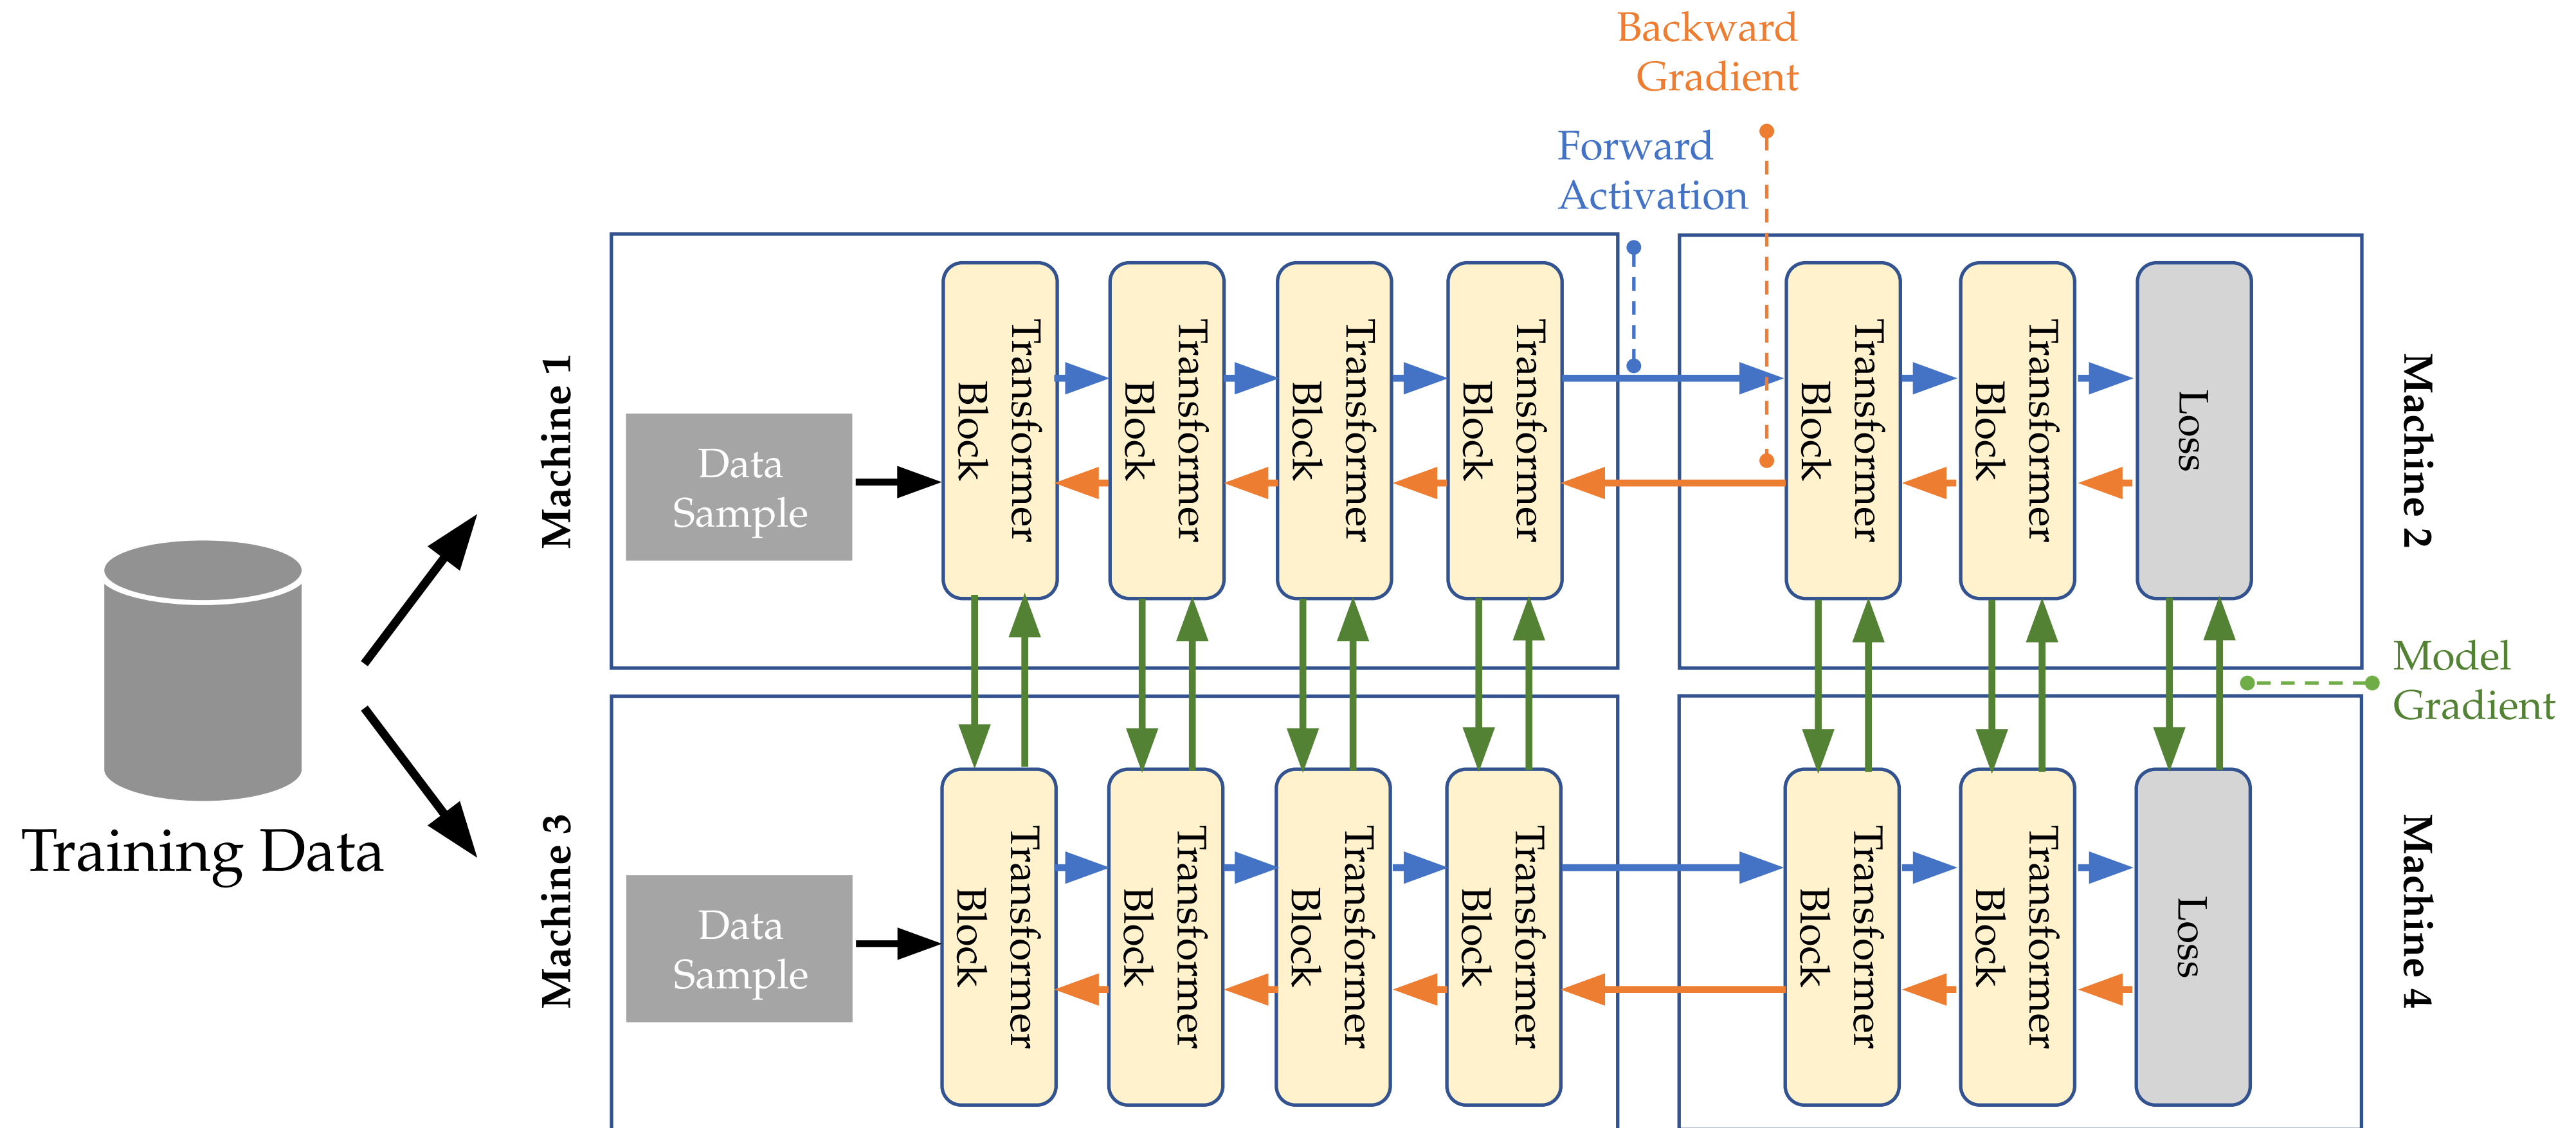 Backward
Gradient
Forward
Activation
Machine 1
Data
Sample
Transformer
Block
Transformer
Block
Transformer
Block
Transformer
Block
Transformer
Block
Transformer
Block
Loss
Machine 2
Model
Gradient
Training Data
Machine 3
Data
Sample
Transformer
Block
Transformer
Block
Transformer
Block
Transformer
Block
Transformer
Block
Transformer
Block
Loss
Machine 4